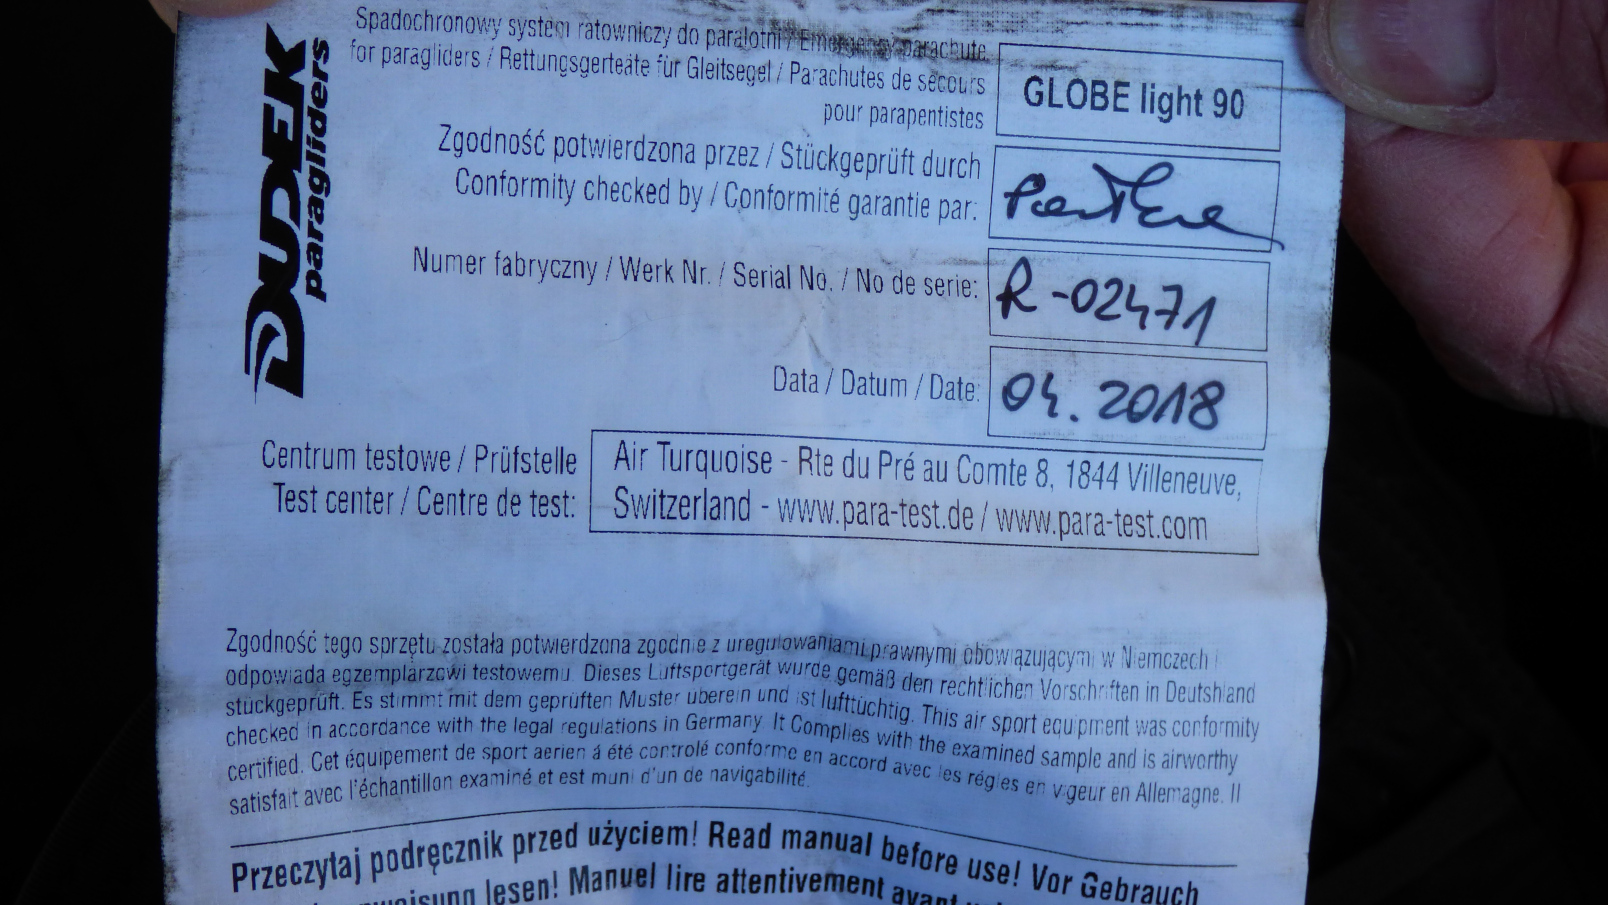 DUDEK
paragliders
Spadochronowy system ratowniczy do paralotni / Emergency parachute
for paragliders / Rettungsgerteäte für Gleitsegel / Parachutes de secours
pour parapentistes
GLOBE light 90
Zgodność potwierdzona przez / Stückgeprüft durch
Conformity checked by / Conformité garantie par:
Numer fabryczny / Werk Nr. / Serial No. / No de serie:
R-02471
Data / Datum / Date:
04.2018
Centrum testowe / Prüfstelle
Test center / Centre de test:
Air Turquoise - Rte du Pré au Comte 8, 1844 Villeneuve,
Switzerland - www.para-test.de / www.para-test.com
Zgodność tego sprzętu została potwierdzona zgodnie z uregulowaniami prawnymi obowiązującymi w Niemczech i
odpowiada egzemplarzowi testowemu. Dieses Luftsportgerät wurde gemäß den rechtlichen Vorschriften in Deutshland
stückgeprüft. Es stimmt mit dem geprüften Muster überein und ist lufttüchtig. This air sport equipment was conformity
checked in accordance with the legal regulations in Germany. It Complies with the examined sample and is airworthy
certified. Cet équipement de sport aerien á été controlé conforme en accord avec les régles en vigeur en Allemagne. Il
satisfait avec l'échantillon examiné et est muni d'un de navigabilité.
Przeczytaj podręcznik przed użyciem! Read manual before use! Vor Gebrauch
lesen! Manuel lire attentivement